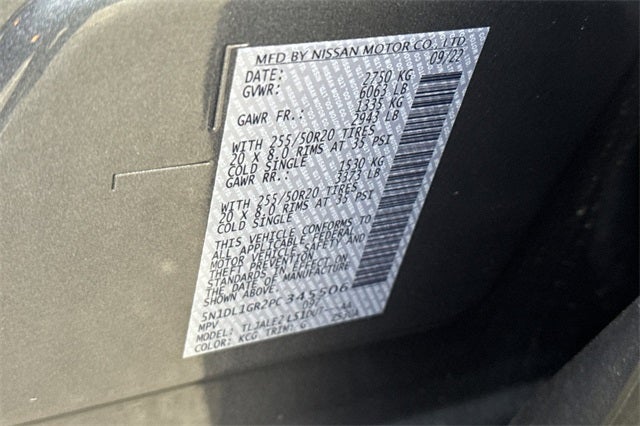 MFD BY NISSAN MOTOR CO., LTD
DATE: 09/22
GVWR: 2750 KG
6063 LB
GAWR FR.: 1335 KG
2943 LB
WITH 255/50R20 TIRES
20 X 8.0 RIMS AT 35 PSI
COLD SINGLE
GAWR RR.: 1530 KG
3373 LB
WITH 255/50R20 TIRES
20 X 8.0 RIMS AT 35 PSI
COLD SINGLE
THIS VEHICLE CONFORMS TO
ALL APPLICABLE FEDERAL
MOTOR VEHICLE SAFETY AND
THEFT PREVENTION
STANDARDS IN EFFECT ON
THE DATE OF MANUFACTURE
SHOWN ABOVE.
5N1DL1GR2PC 345506
MPV
MODEL: TLJALE2
COLOR: KCG TRIM: G